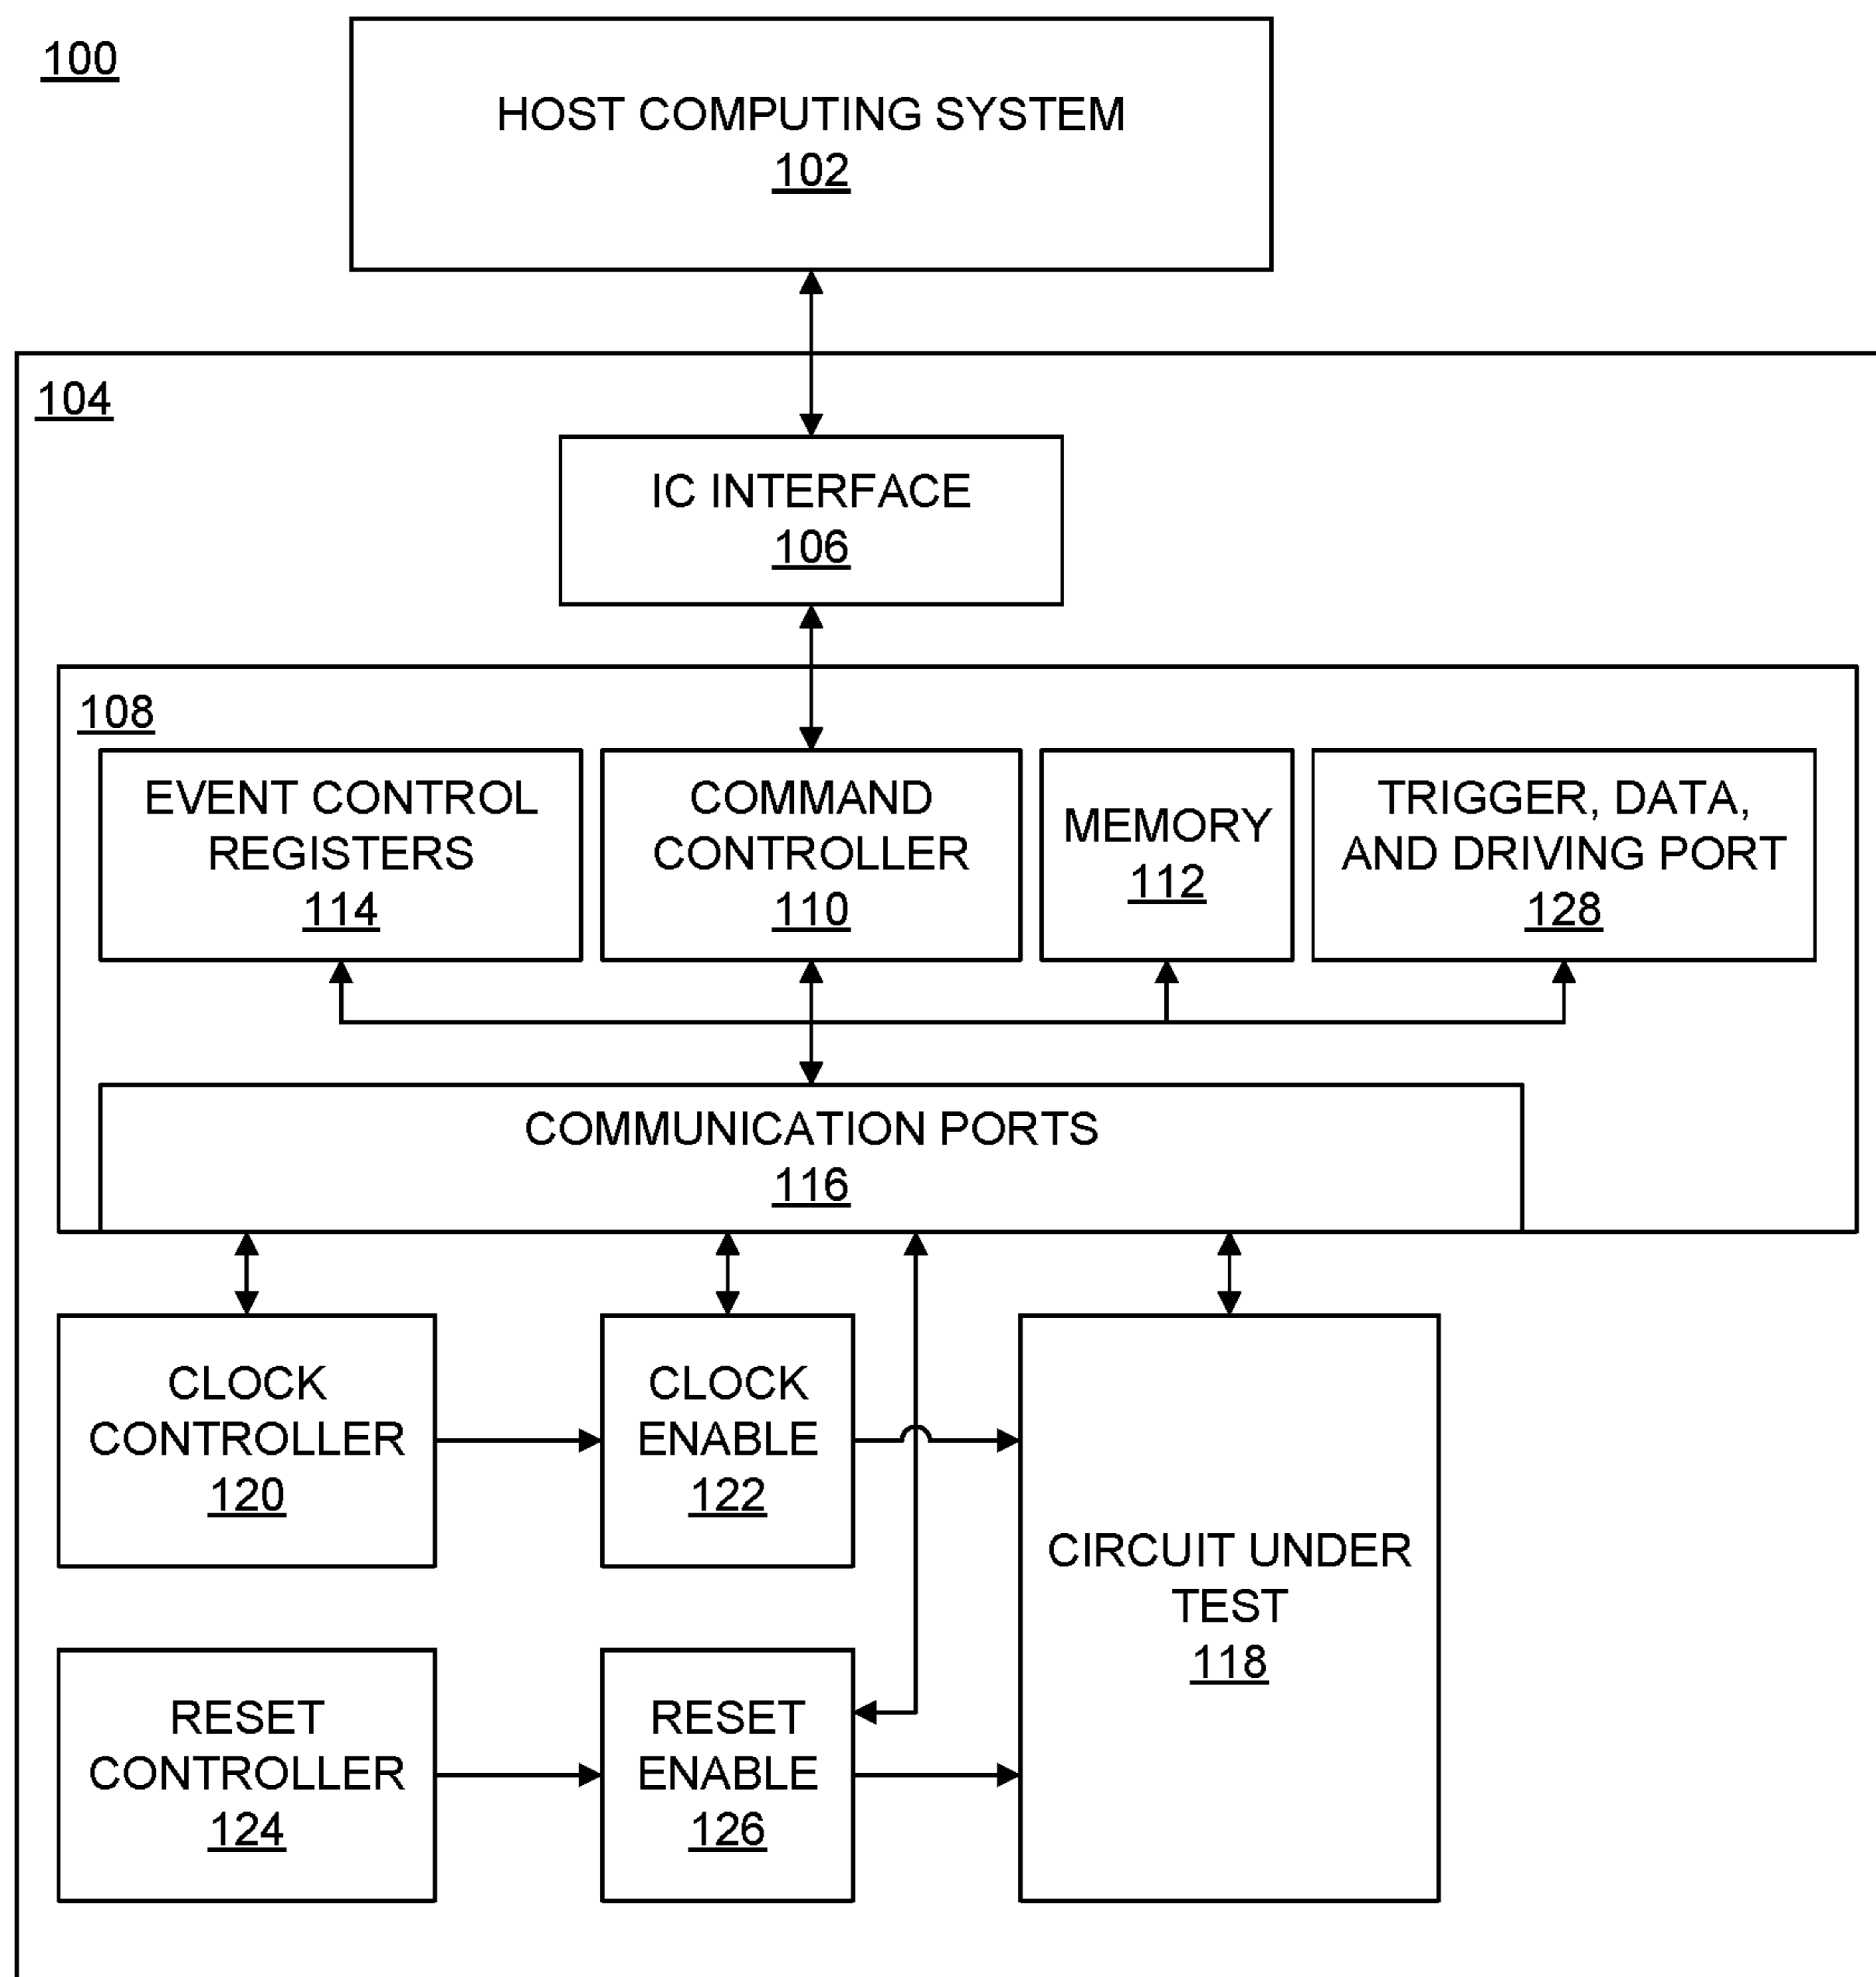 100
HOST COMPUTING SYSTEM
102
104
IC INTERFACE
106
108
EVENT CONTROL
REGISTERS
114
COMMAND
CONTROLLER
110
MEMORY
112
TRIGGER, DATA,
AND DRIVING PORT
128
COMMUNICATION PORTS
116
CLOCK
CONTROLLER
120
CLOCK
ENABLE
122
CIRCUIT UNDER
TEST
118
RESET
CONTROLLER
124
RESET
ENABLE
126